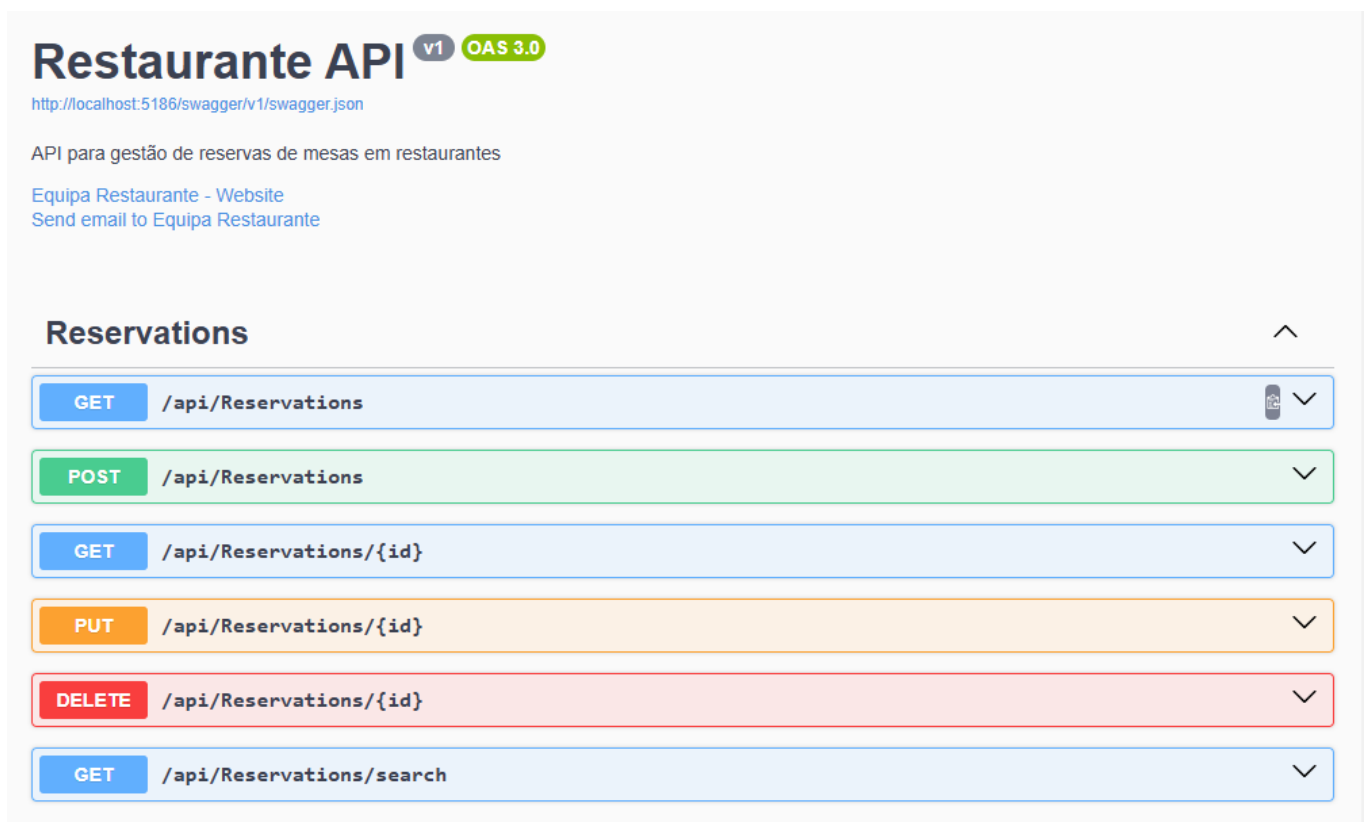 Restaurante API v1 OAS 3.0
http://localhost:5186/swagger/v1/swagger.json
API para gestão de reservas de mesas em restaurantes
Equipa Restaurante - Website
Send email to Equipa Restaurante
Reservations
GET /api/Reservations
POST /api/Reservations
GET /api/Reservations/{id}
PUT /api/Reservations/{id}
DELETE /api/Reservations/{id}
GET /api/Reservations/search